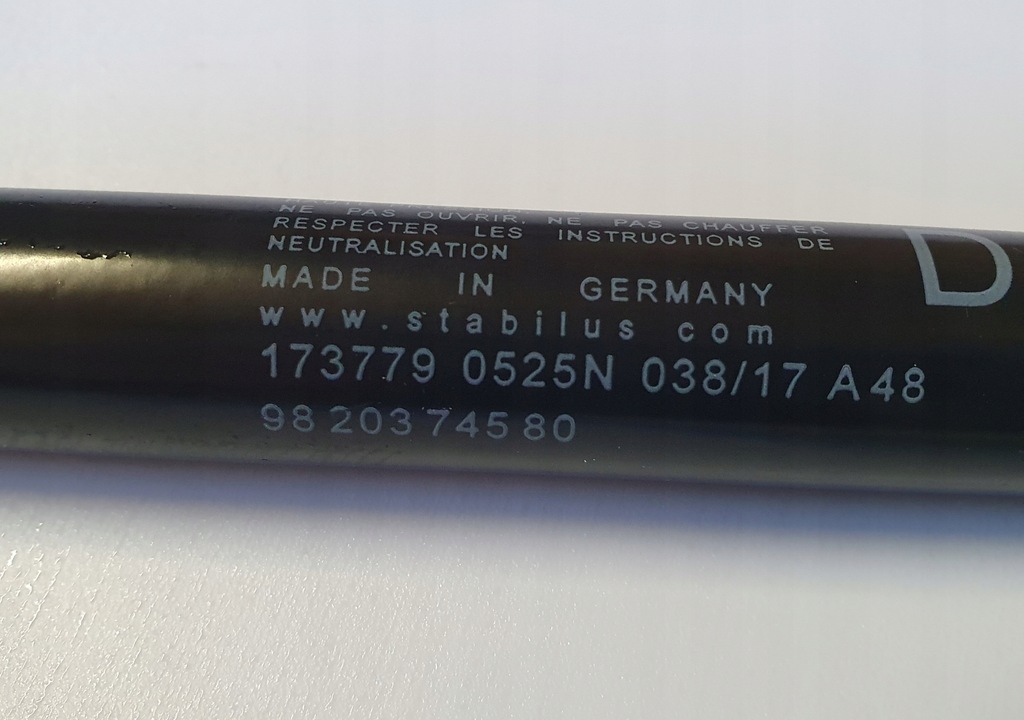 NE PAS OUVRIR. NE PAS CHAUFFER
RESPECTER LES INSTRUCTIONS DE
NEUTRALISATION
MADE IN GERMANY
www.stabilus com
173779 0525N 038/17 A48
98 203 745 80
D